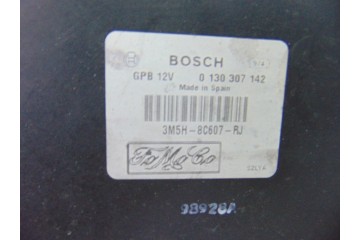 BOSCH
GPB 12V 0 130 307 142
Made in Spain
3M5H-8C607-RJ
FoMoCo
98926A